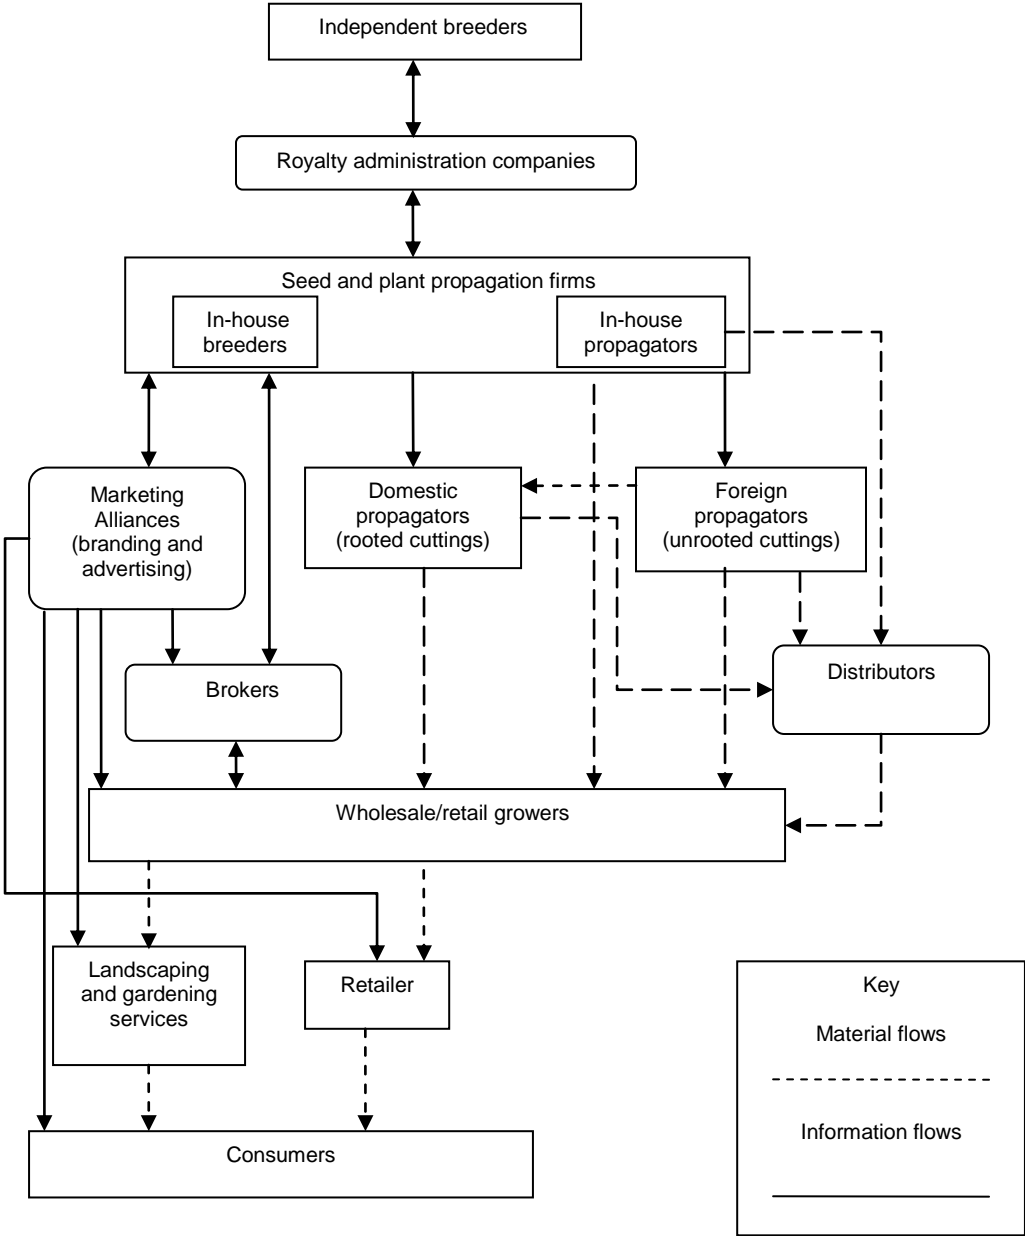 Independent breeders
Royalty administration companies
Seed and plant propagation firms
In-house
breeders
In-house
propagators
Marketing
Alliances
(branding and
advertising)
Domestic
propagators
(rooted cuttings)
Foreign
propagators
(unrooted cuttings)
Brokers
Distributors
Wholesale/retail growers
Landscaping
and gardening
services
Retailer
Consumers
Key
Material flows
Information flows